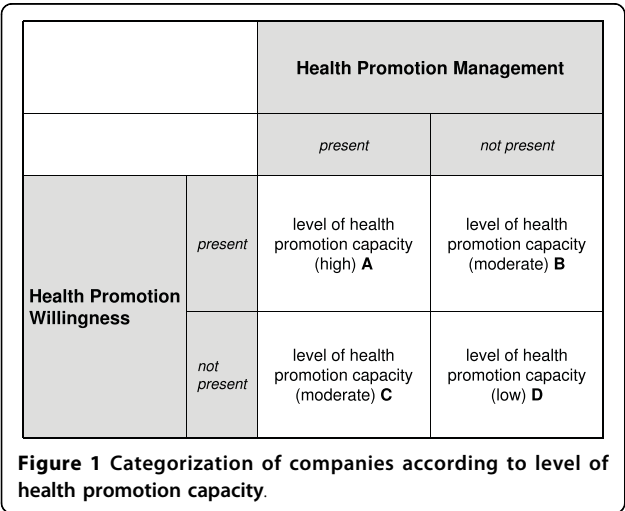 Health Promotion Management
present
not present
Health Promotion
Willingness
present
level of health
promotion capacity
(high) A
level of health
promotion capacity
(moderate) B
not
present
level of health
promotion capacity
(moderate) C
level of health
promotion capacity
(low) D
Figure 1 Categorization of companies according to level of
health promotion capacity.